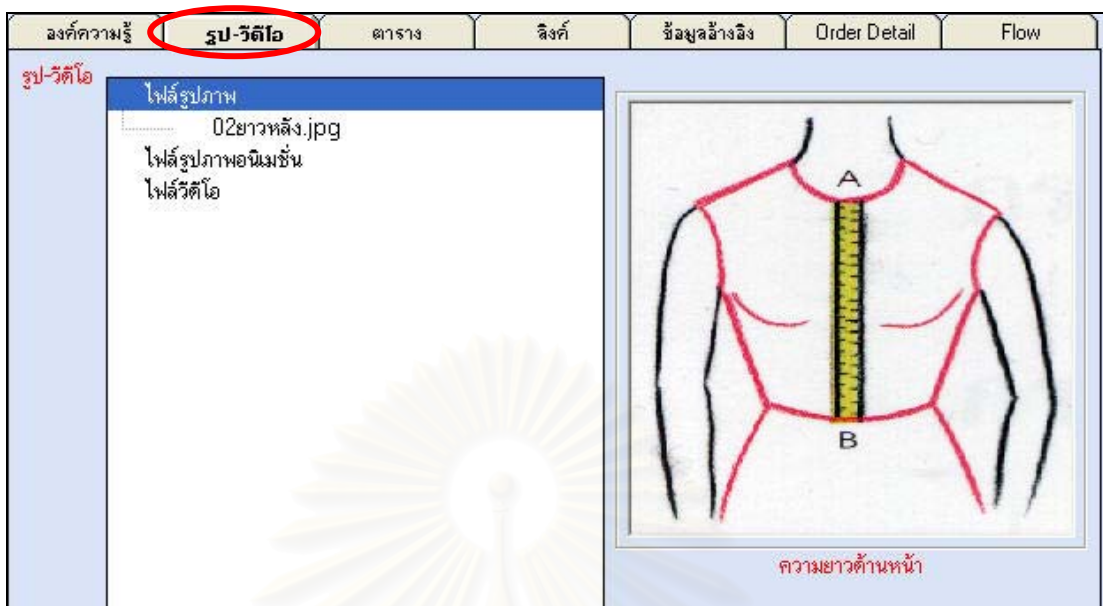 องค์ความรู้ รูป-วีดีโอ ตาราง ลิงค์ ข้อมูลอ้างอิง Order Detail Flow
รูป-วีดีโอ
ไฟล์รูปภาพ
02ยาวหลัง.jpg
ไฟล์รูปภาพอนิเมชั่น
ไฟล์วีดีโอ
A
B
ความยาวด้านหน้า